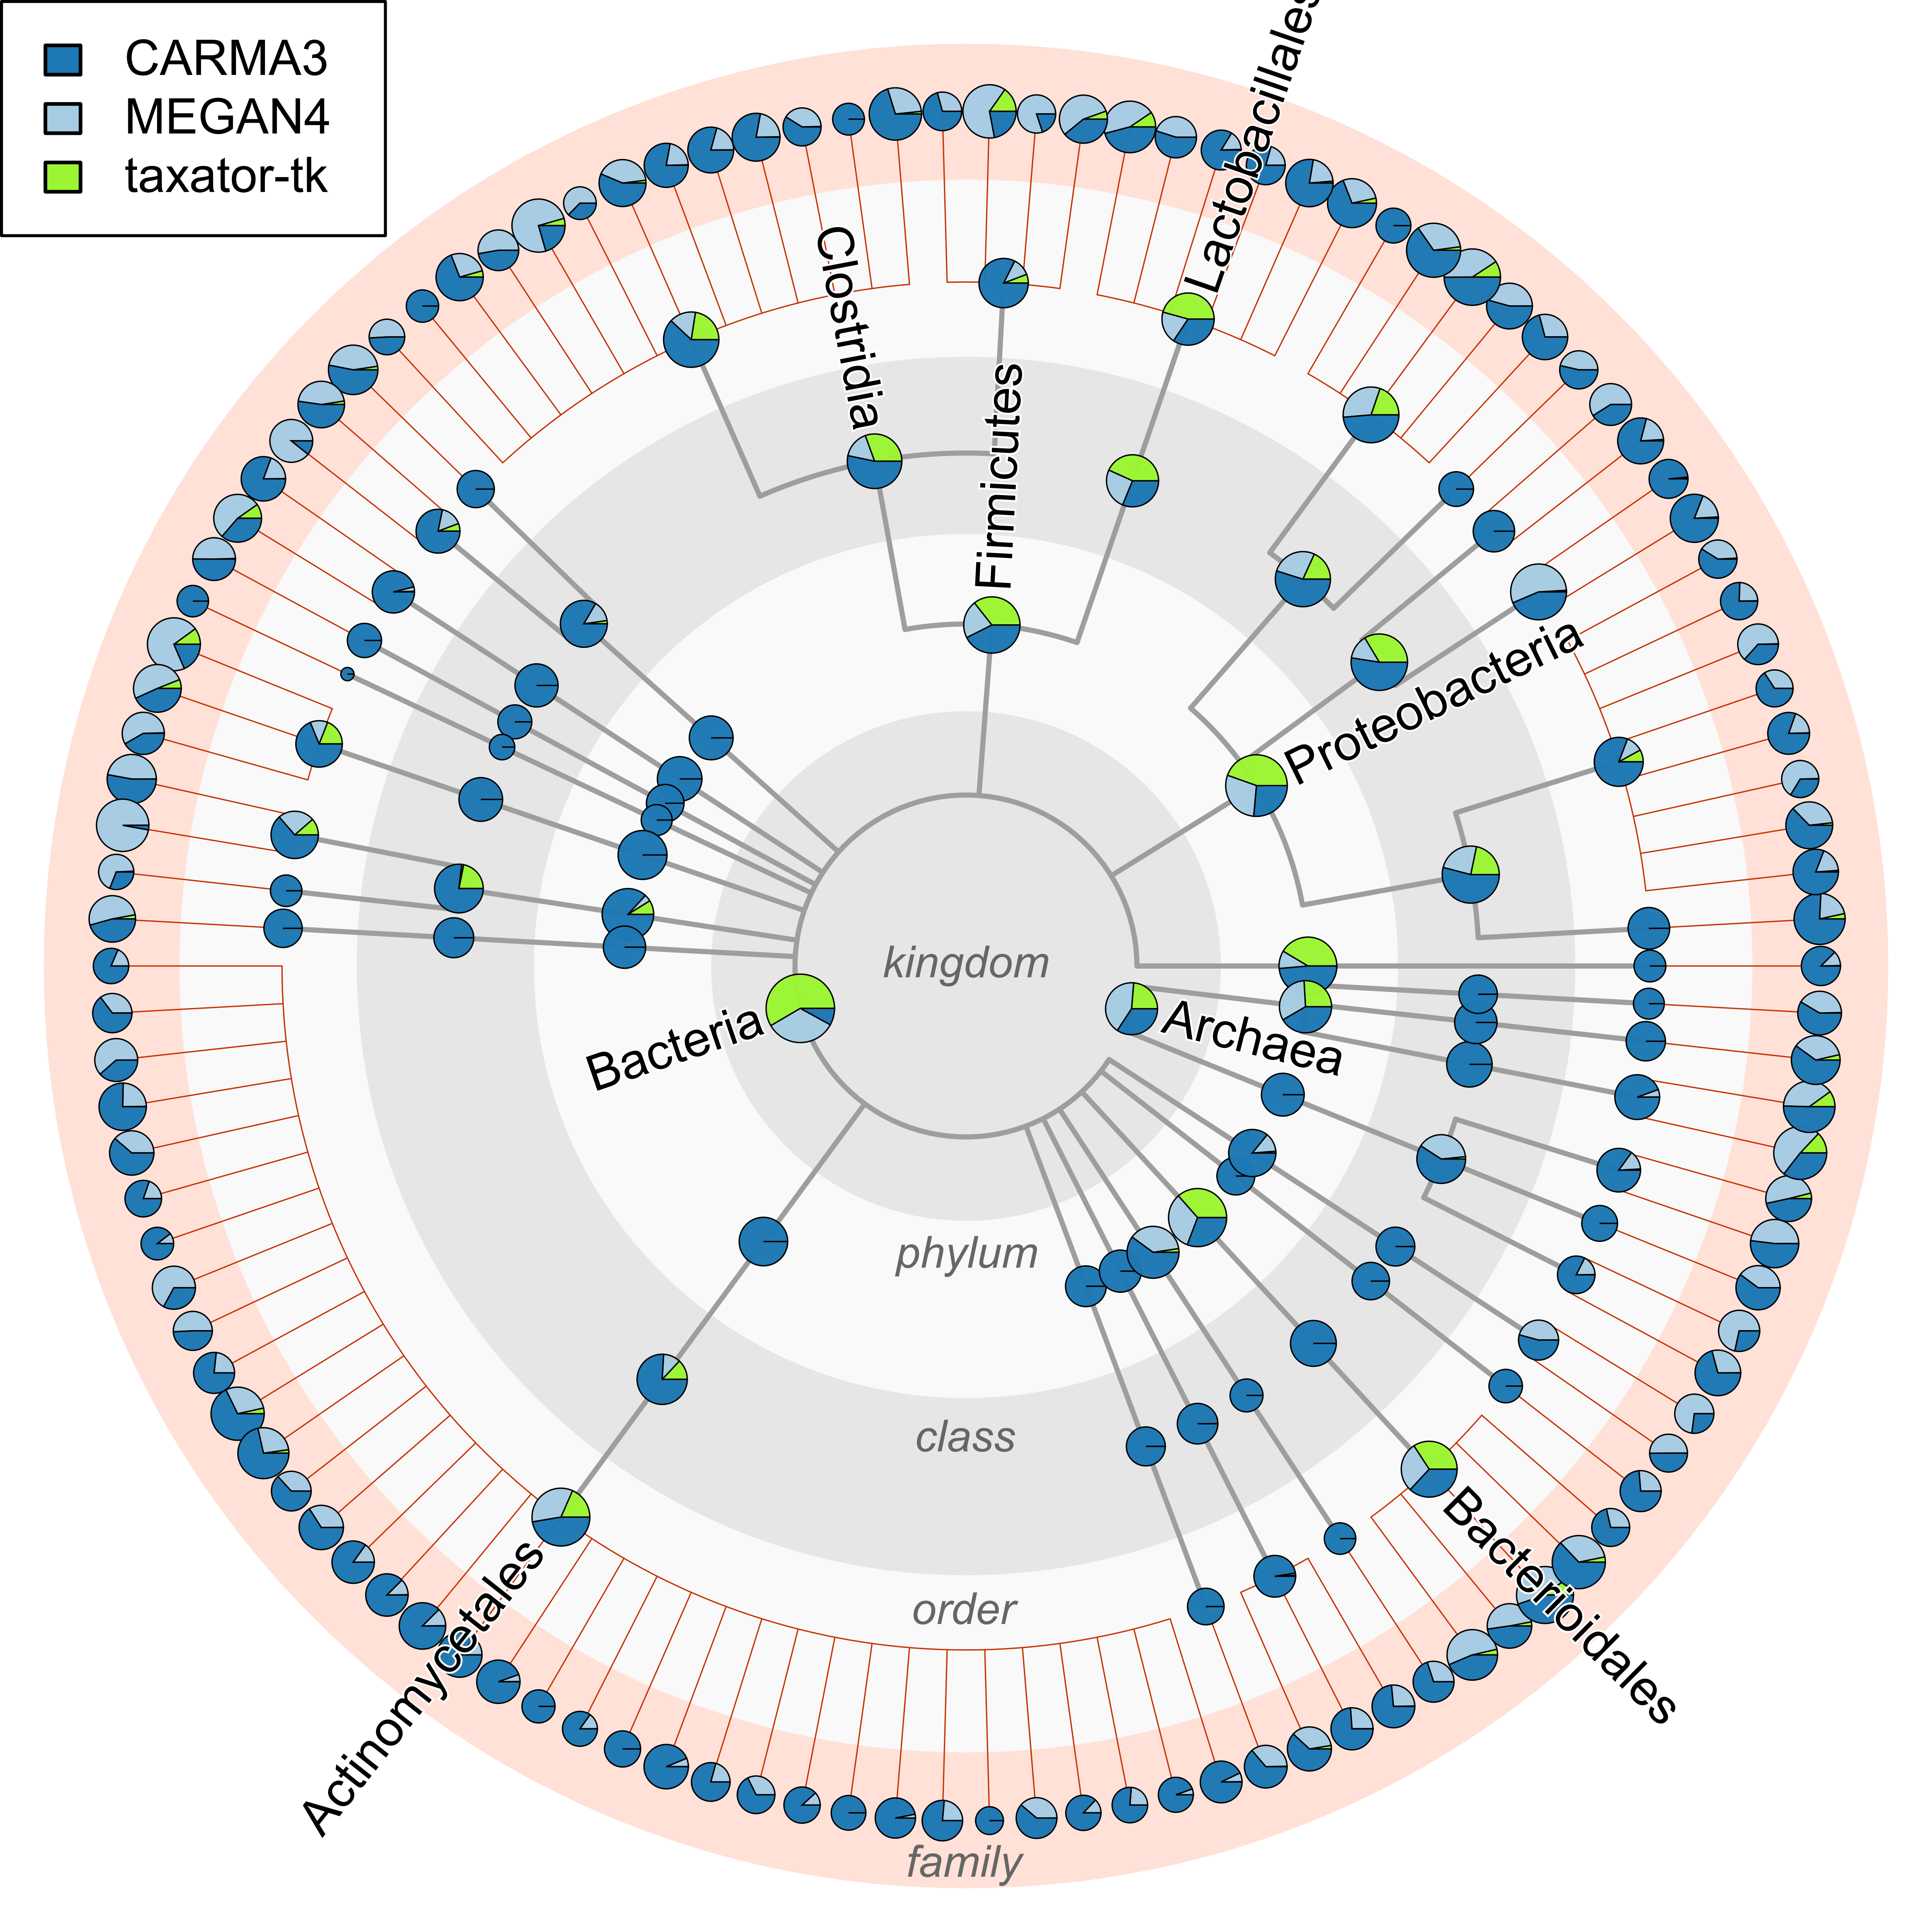 CARMA3
MEGAN4
taxator-tk
Lactobacillales
Clostridia
Firmicutes
Proteobacteria
kingdom
Bacteria
Archaea
phylum
class
order
Bacterioidales
Actinomycetales
family